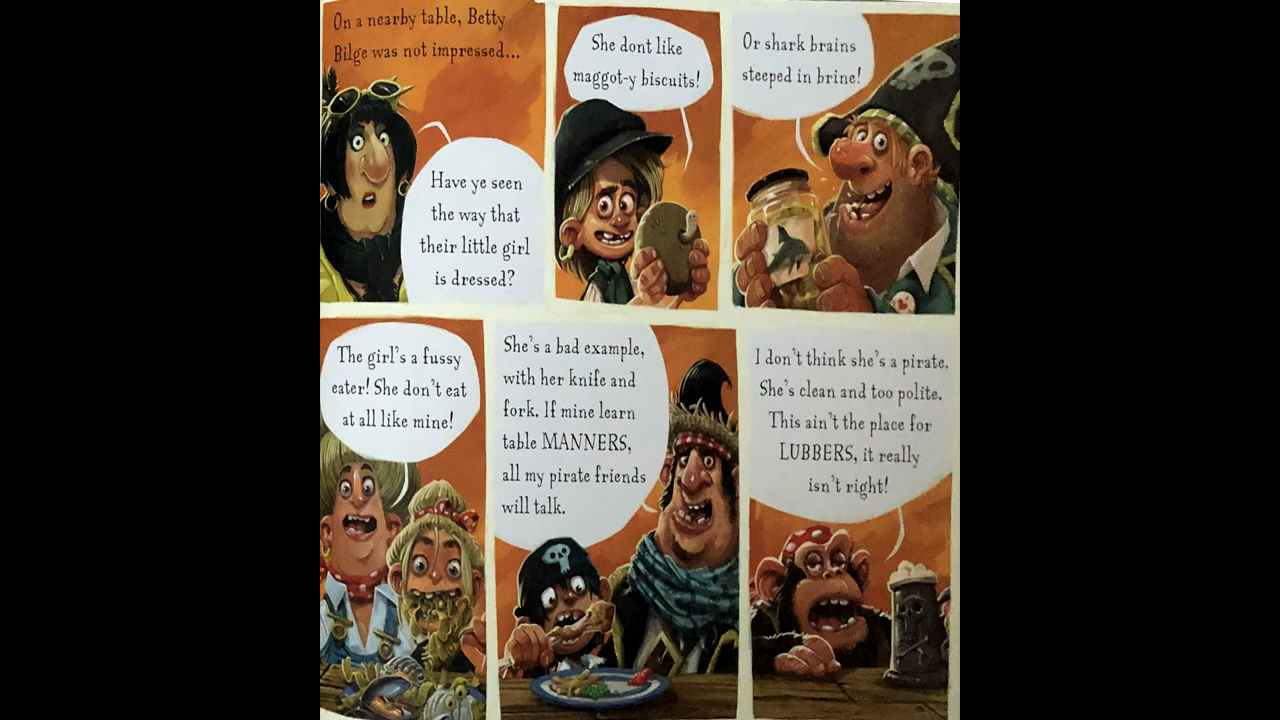 On a nearby table, Betty
Bilge was not impressed...
Have ye seen
the way that
their little girl
is dressed?
She dont like
maggot-y biscuits!
Or shark brains
steeped in brine!
The girl's a fussy
eater! She don't eat
at all like mine!
She's a bad example,
with her knife and
fork. If mine learn
table MANNERS,
all my pirate friends
will talk.
I don't think she's a pirate.
She's clean and too polite.
This ain't the place for
LUBBERS, it really
isn't right!